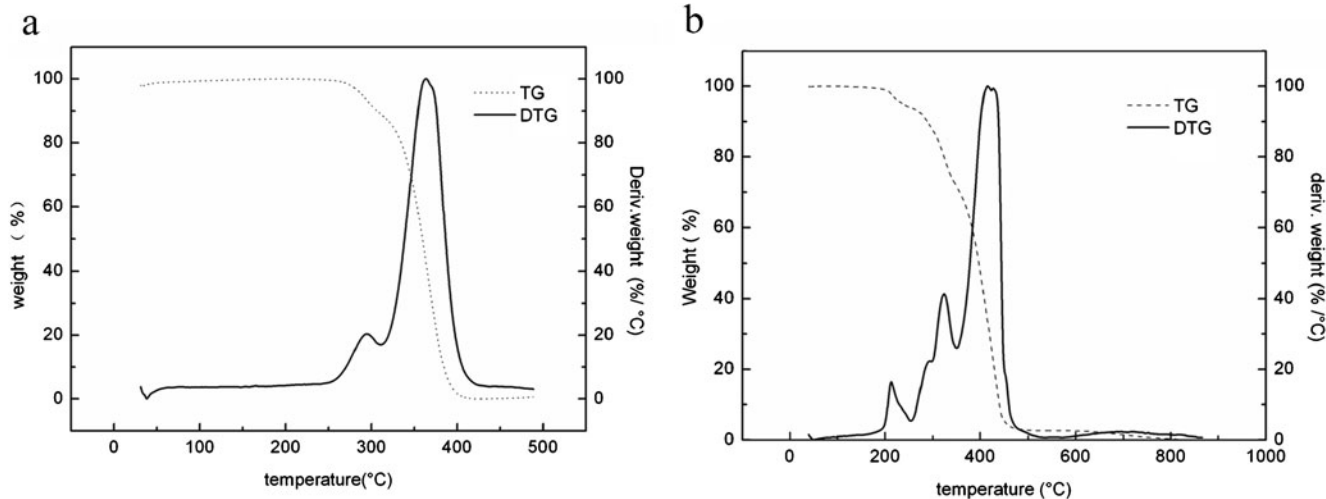 a
100
80
60
40
20
0
weight （ %）
TG
DTG
100
80
60
40
20
0
Deriv.weight (%/ °C)
0 100 200 300 400 500
temperature(°C)
b
100
80
60
40
20
0
Weight ( %)
TG
DTG
100
80
60
40
20
0
deriv. weight (% /°C)
0 200 400 600 800 1000
temperature (°C)